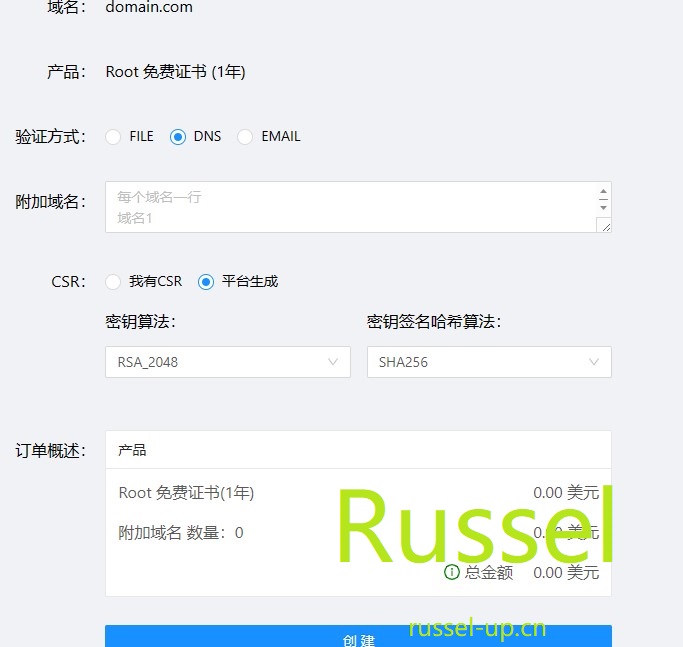 域名： domain.com
产品： Root 免费证书 (1年)
验证方式： FILE DNS EMAIL
附加域名： 每个域名一行
域名1
CSR： 我有CSR 平台生成
密钥算法： 密钥签名哈希算法：
RSA_2048 SHA256
订单概述： 产品
Root 免费证书(1年) 0.00 美元
附加域名 数量：0 0.00 美元
Russel
总金额 0.00 美元
russel-up.cn
创 建